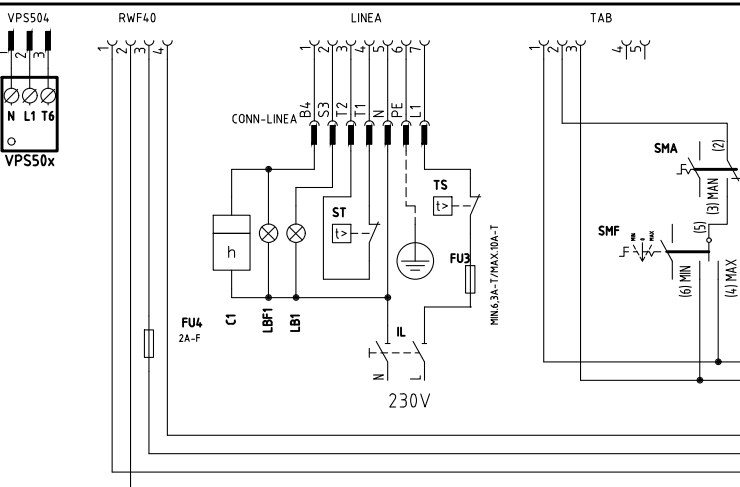 VPS504
RWF40
LINEA
TAB
1
2
3
1
2
3
4
1
2
3
4
5
6
7
1
2
3
4
5
N L1 T6
VPS50x
CONN-LINEA
B4
S3
T2
T1
N
PE
L1
SMA
(2)
(3) MAN
TS
t>
ST
t>
h
SMF
MIN
0
MAX
(5)
(6) MIN
(4) MAX
FU3
MIN.6,3A-T/MAX.10A-T
FU4
2A-F
C1
LBF1
LB1
IL
N
L
230V